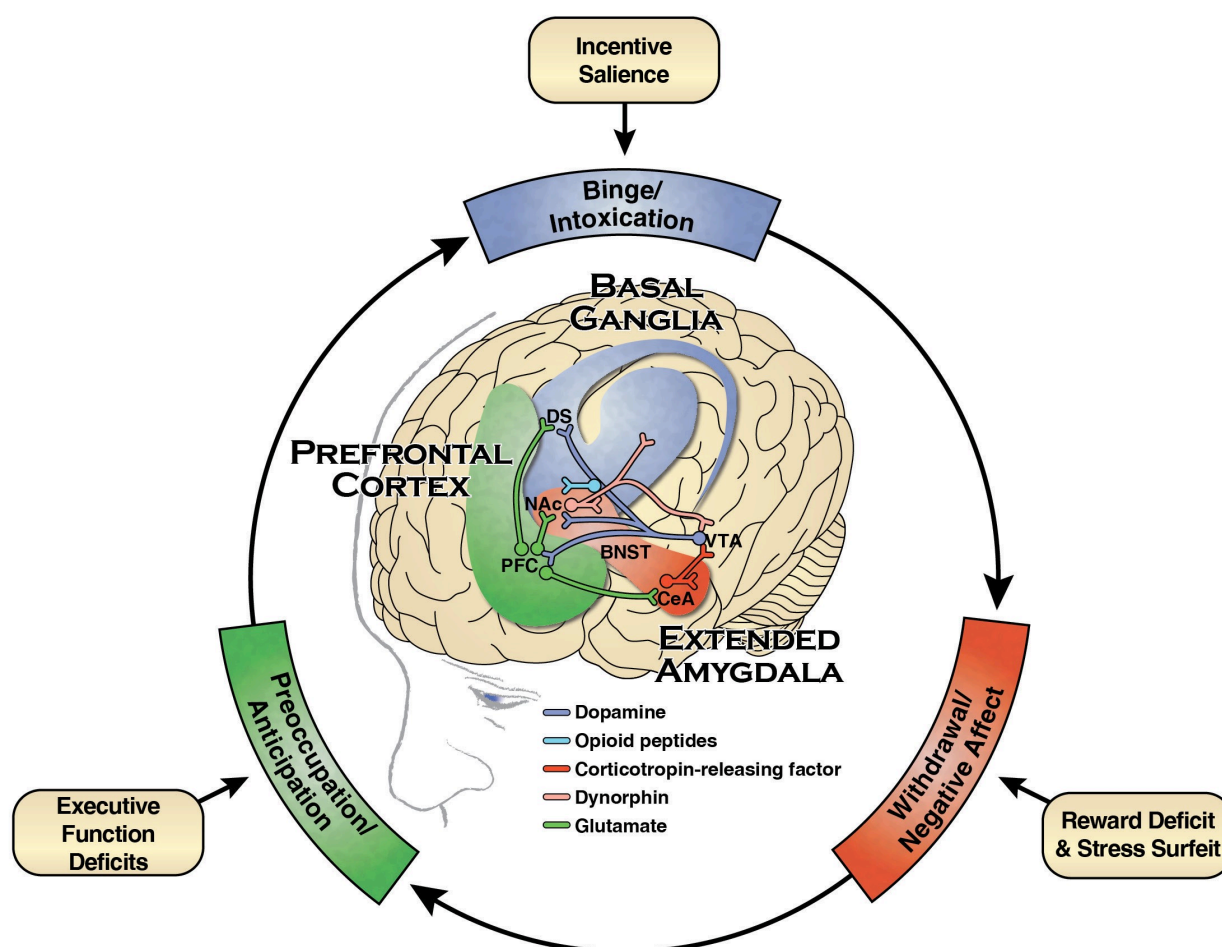 Incentive
Salience
Binge/
Intoxication
BASAL
GANGLIA
DS
PREFRONTAL
CORTEX
NAc
BNST
VTA
PFC
CeA
EXTENDED
AMYGDALA
Preoccupation/
Anticipation
Withdrawal/
Negative Affect
Dopamine
Opioid peptides
Corticotropin-releasing factor
Dynorphin
Glutamate
Executive
Function
Deficits
Reward Deficit
& Stress Surfeit